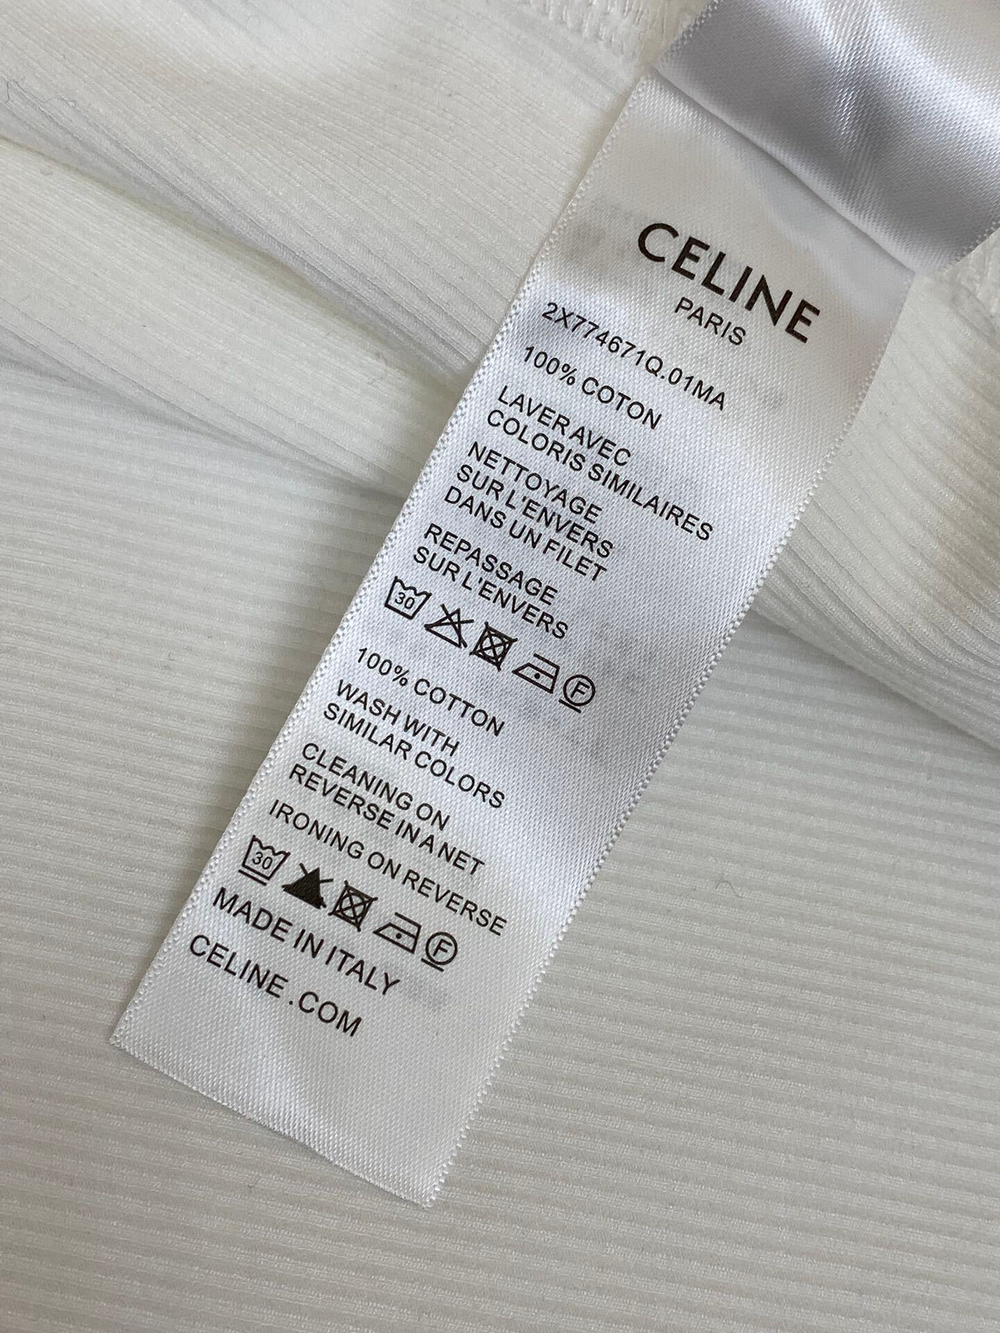 CELINE
PARIS
2X774671Q.01MA
100% COTON
LAVER AVEC
COLORIS SIMILAIRES
NETTOYAGE
SUR L'ENVERS
DANS UN FILET
REPASSAGE
SUR L'ENVERS
30 F
100% COTTON
WASH WITH
SIMILAR COLORS
CLEANING ON
REVERSE IN A NET
IRONING ON REVERSE
30 F
MADE IN ITALY
CELINE.COM